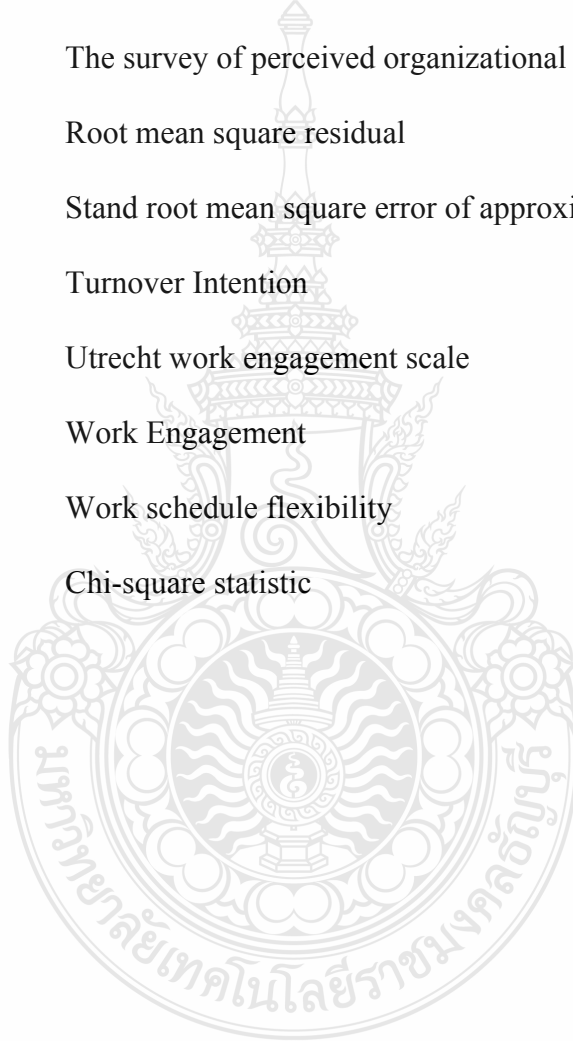 The survey of perceived organizational
Root mean square residual
Stand root mean square error of approxi
Turnover Intention
Utrecht work engagement scale
Work Engagement
Work schedule flexibility
Chi-square statistic
มหาวิทยาลัยเทคโนโลยีราชมงคลธัญบุรี